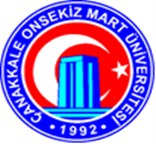 ÇANAKKALE ONSEKİZ MART ÜNİVERSİTESİ
• 1992 •